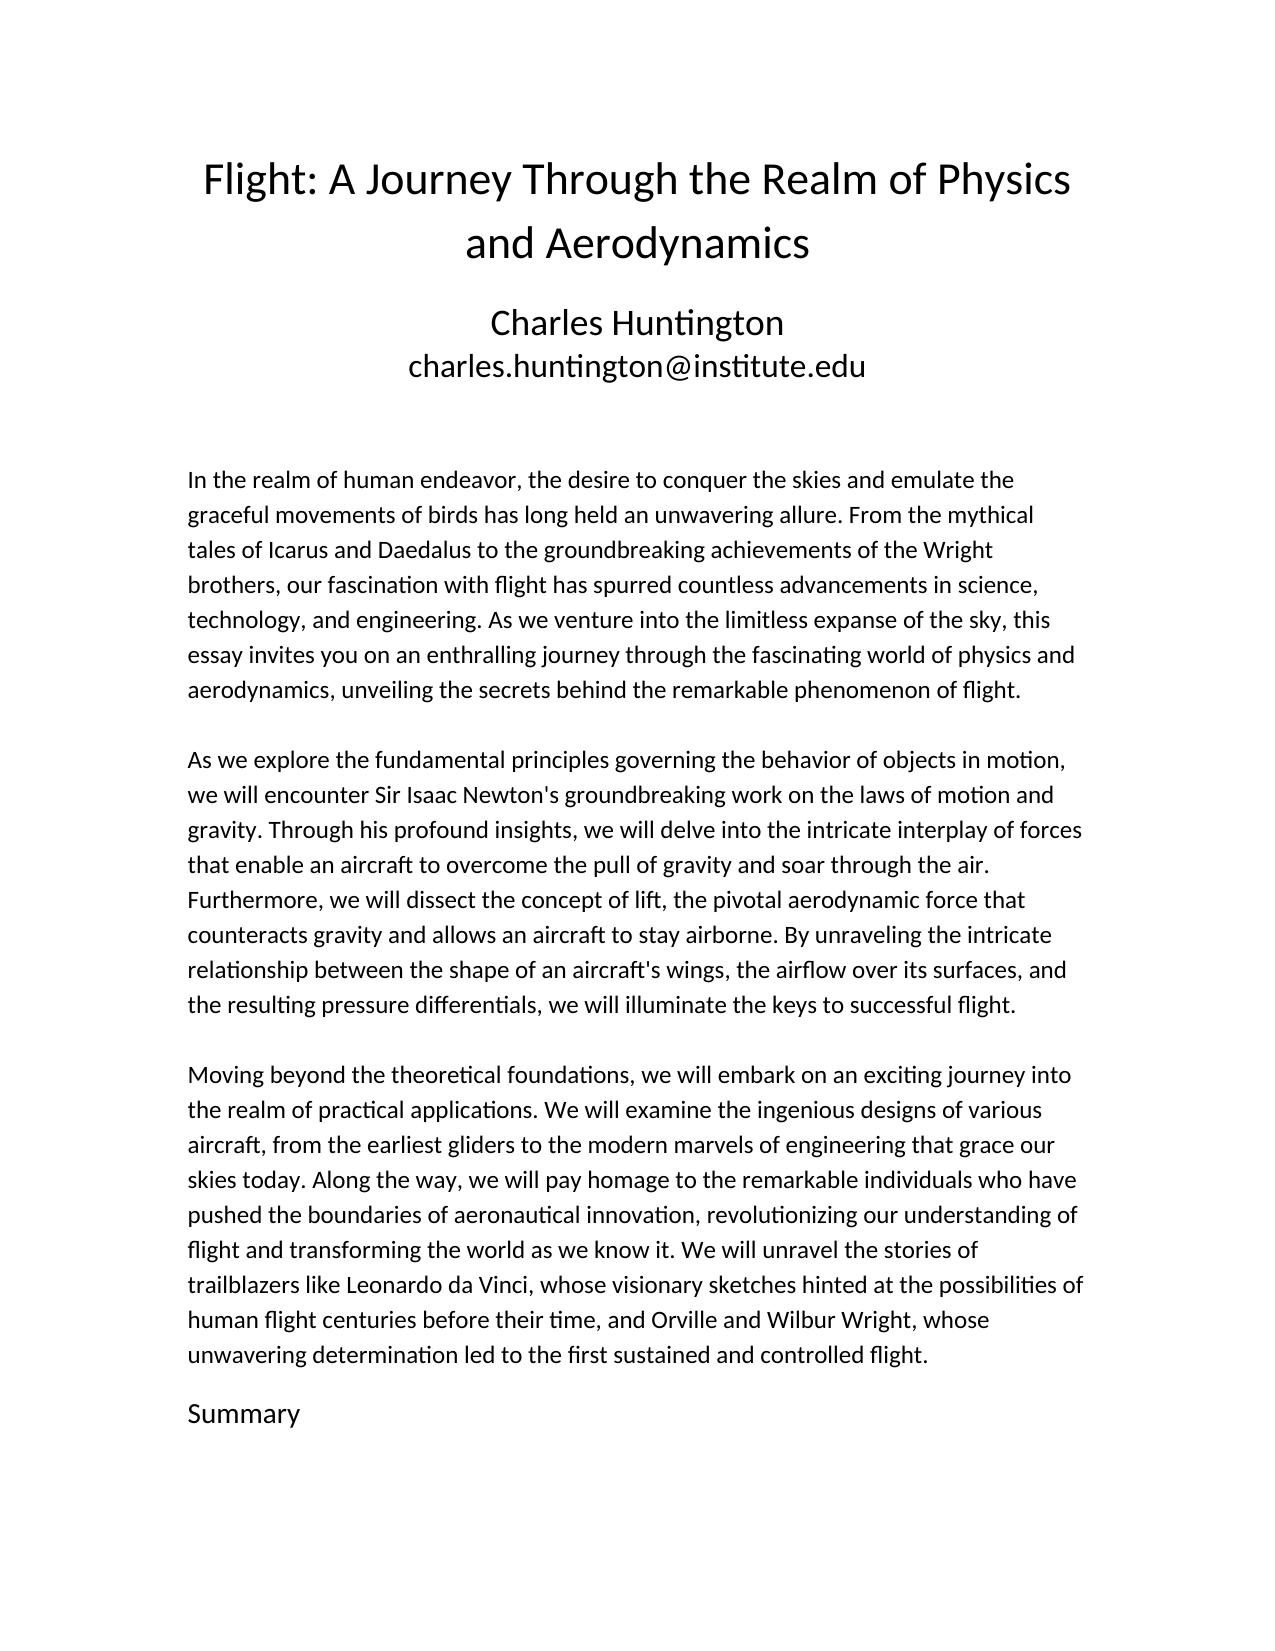 Flight: A Journey Through the Realm of Physics
and Aerodynamics
Charles Huntington
charles.huntington@institute.edu
In the realm of human endeavor, the desire to conquer the skies and emulate the
graceful movements of birds has long held an unwavering allure. From the mythical
tales of Icarus and Daedalus to the groundbreaking achievements of the Wright
brothers, our fascination with flight has spurred countless advancements in science,
technology, and engineering. As we venture into the limitless expanse of the sky, this
essay invites you on an enthralling journey through the fascinating world of physics and
aerodynamics, unveiling the secrets behind the remarkable phenomenon of flight.
As we explore the fundamental principles governing the behavior of objects in motion,
we will encounter Sir Isaac Newton's groundbreaking work on the laws of motion and
gravity. Through his profound insights, we will delve into the intricate interplay of forces
that enable an aircraft to overcome the pull of gravity and soar through the air.
Furthermore, we will dissect the concept of lift, the pivotal aerodynamic force that
counteracts gravity and allows an aircraft to stay airborne. By unraveling the intricate
relationship between the shape of an aircraft's wings, the airflow over its surfaces, and
the resulting pressure differentials, we will illuminate the keys to successful flight.
Moving beyond the theoretical foundations, we will embark on an exciting journey into
the realm of practical applications. We will examine the ingenious designs of various
aircraft, from the earliest gliders to the modern marvels of engineering that grace our
skies today. Along the way, we will pay homage to the remarkable individuals who have
pushed the boundaries of aeronautical innovation, revolutionizing our understanding of
flight and transforming the world as we know it. We will unravel the stories of
trailblazers like Leonardo da Vinci, whose visionary sketches hinted at the possibilities of
human flight centuries before their time, and Orville and Wilbur Wright, whose
unwavering determination led to the first sustained and controlled flight.
Summary